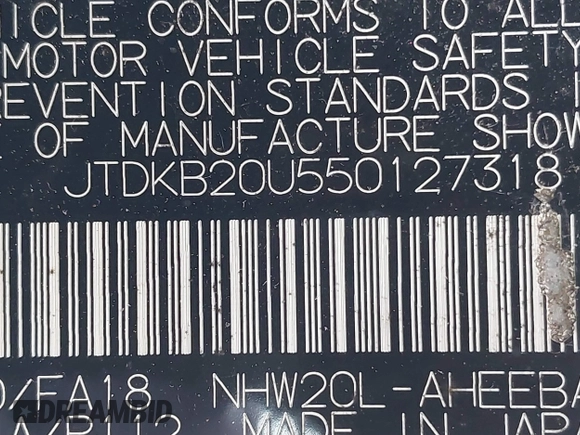 ICLE CONFORMS TO ALL
MOTOR VEHICLE SAFETY
REVENTION STANDARDS
OF MANUFACTURE SHOW
JTDKB20U550127318
/FA18 NHW20L-AHEEBA
MADE IN JAPA
DREAMBID